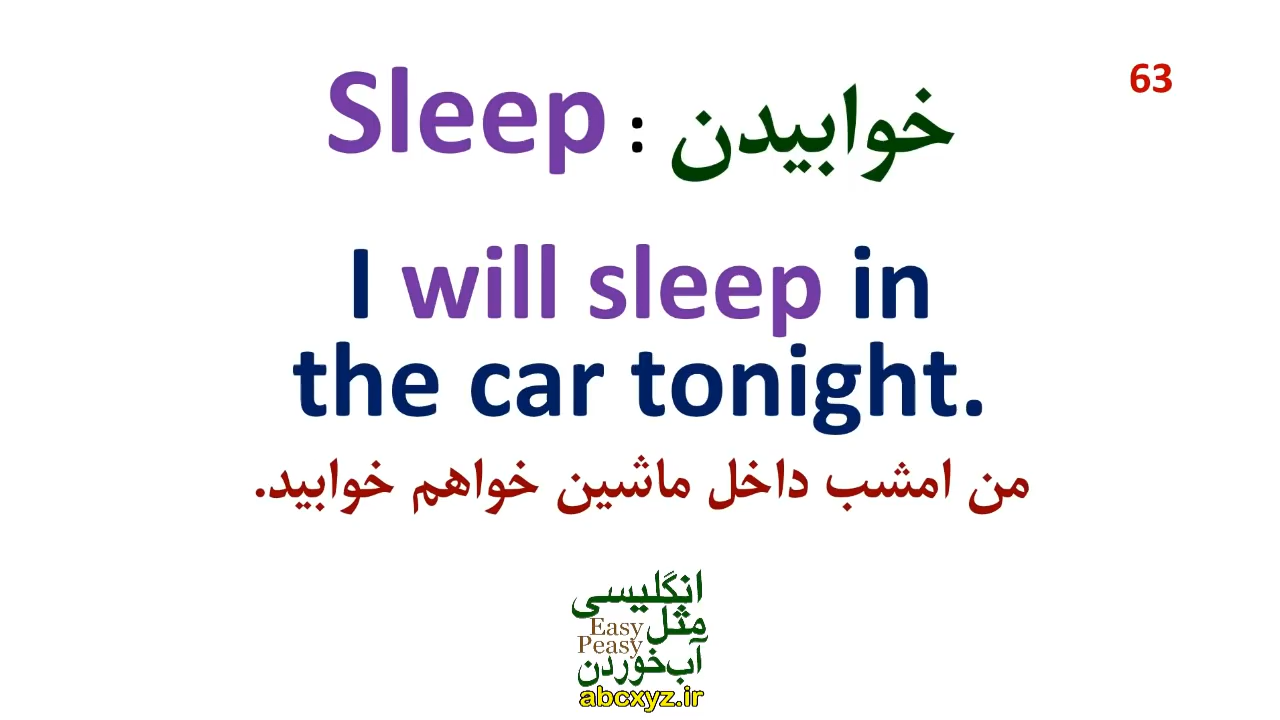 63
Sleep : خوابیدن
I will sleep in
the car tonight.
من امشب داخل ماشین خواهم خوابید.
انگلیسی
مثل Easy
Peasy
آب‌خوردن
abcxyz.ir